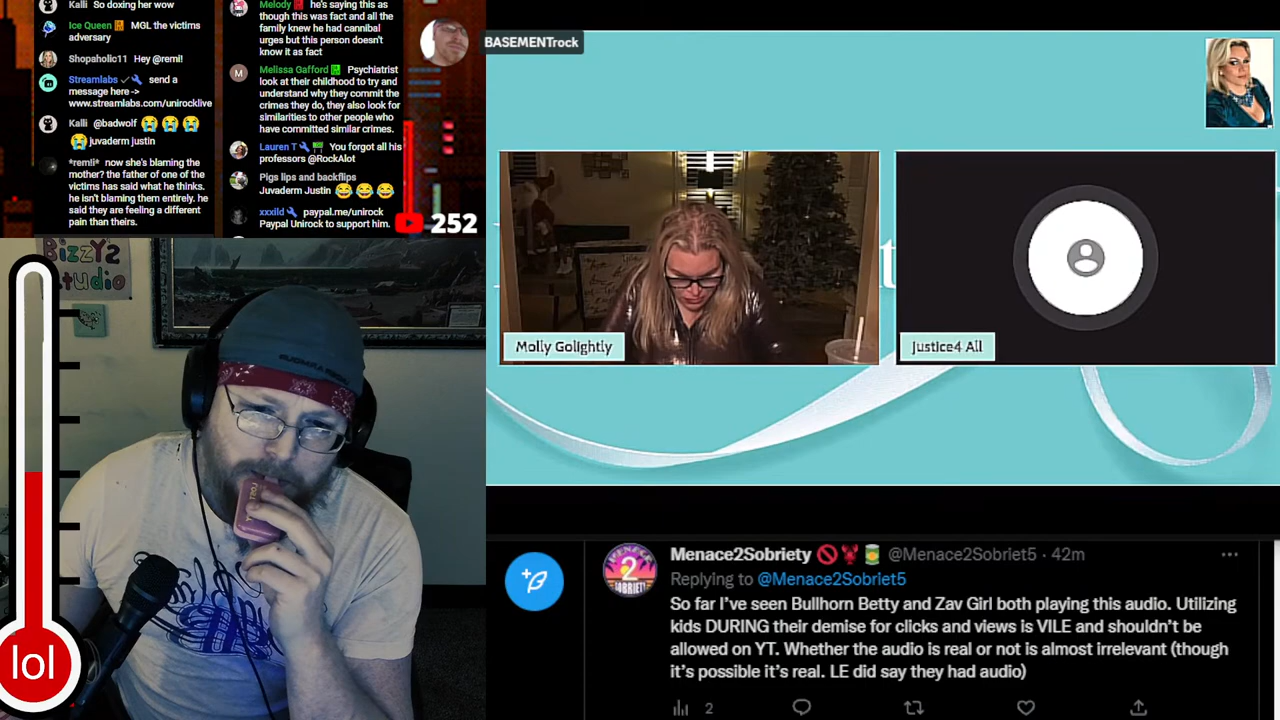 Kalli So doxing her wow
Ice Queen MGL the victims
adversary
Shopaholic11 Hey @remi!
Streamlabs send a
message here ->
www.streamlabs.com/unirocklive
Kalli @badwolf
juvaderm justin
*remi* now she's blaming the
mother? the father of one of the
victims has said what he thinks.
he isn't blaming them entirely. he
said they are feeling a different
pain than theirs.
Melody he's saying this as
though this was fact and all the
family knew he had cannibal
urges but this person doesn't
know it as fact
M
Melissa Gafford Psychiatrist
look at their childhood to try and
understand why they commit the
crimes they do, they also look for
similarities to other people who
have committed similar crimes.
Lauren T You forgot all his
professors @RockAlot
Pigs lips and backflips
Juvaderm Justin
xxxild paypal.me/unirock
Paypal Unirock to support him.
252
BASEMENTrock
BizzYs
tudio
Molly Golightly
Justice4 All
lol
Menace2Sobriety @Menace2Sobriet5 · 42m
Replying to @Menace2Sobriet5
So far I've seen Bullhorn Betty and Zav Girl both playing this audio. Utilizing
kids DURING their demise for clicks and views is VILE and shouldn't be
allowed on YT. Whether the audio is real or not is almost irrelevant (though
it's possible it's real. LE did say they had audio)
2